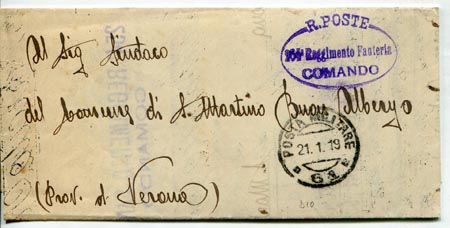 R. POSTE
Reggimento Fanteria
COMANDO
Al Sig Sindaco
del Comune di S. Martino Buon Albergo
POSTA MILITARE
21.1.19
(Prov. di Verona)